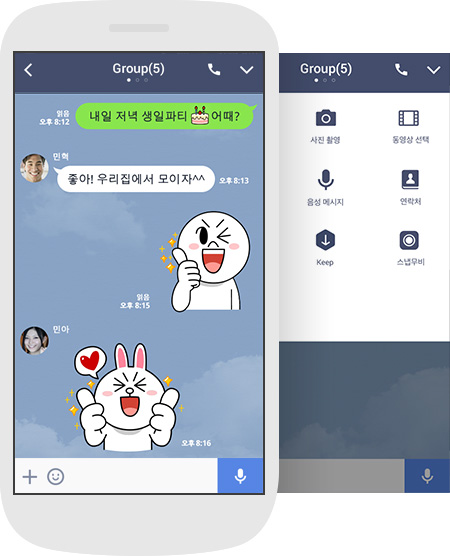 Group(5)
읽음
오후 8:12
내일 저녁 생일파티 어때?
민혁
좋아! 우리집에서 모이자^^
오후 8:13
읽음
오후 8:15
민아
오후 8:16
Group(5)
사진 촬영
동영상 선택
음성 메시지
연락처
Keep
스냅무비